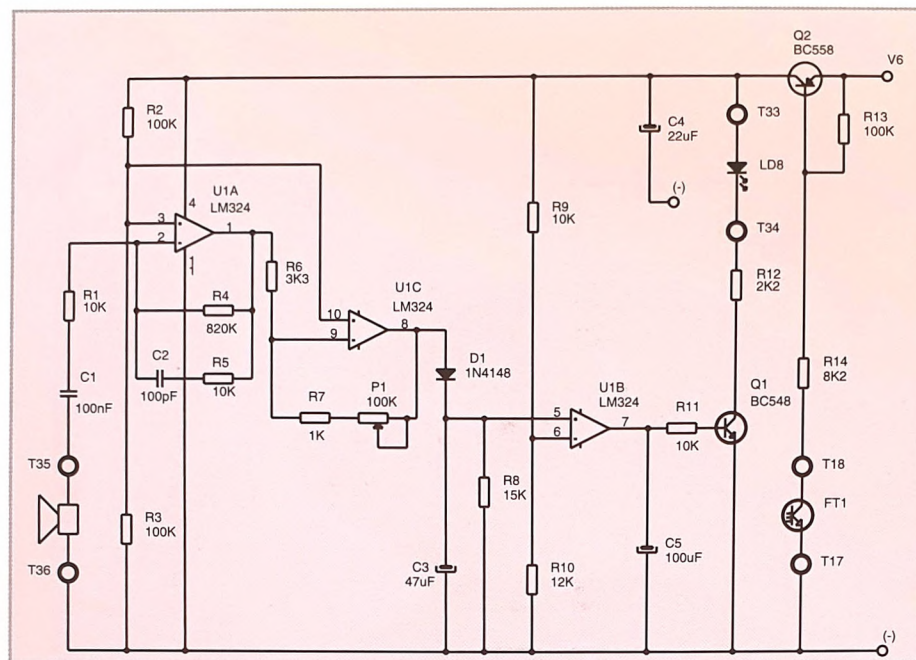 Q2
BC558
V6
R2
100K
C4
22uF
T33
R13
100K
LD8
(-)
U1A
LM324
4
3
1
2
1
1
R9
10K
T34
R6
3K3
R12
2K2
R1
10K
R4
820K
U1C
LM324
10
8
9
C2
100pF
R5
10K
D1
1N4148
R14
8K2
C1
100nF
R7
1K
P1
100K
U1B
LM324
5
7
6
R11
10K
Q1
BC548
T35
T18
R8
15K
FT1
R3
100K
C5
100uF
T36
C3
47uF
R10
12K
T17
(-)